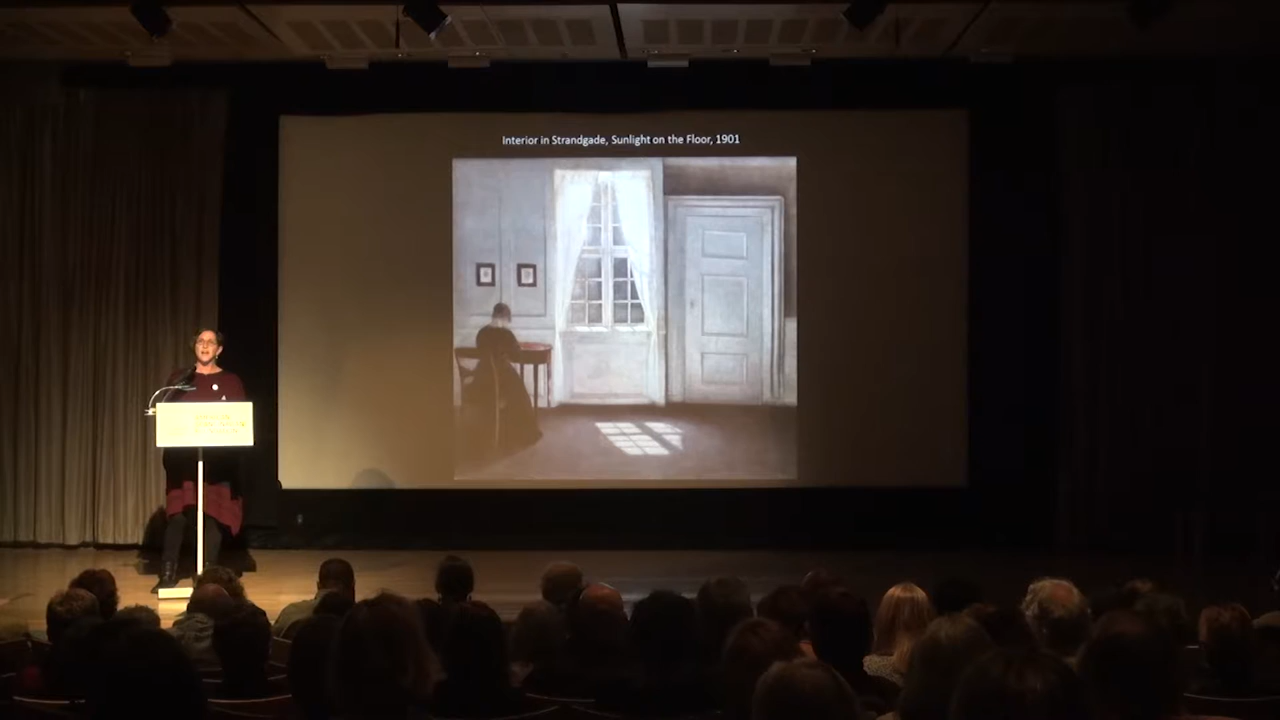 Interior in Strandgade, Sunlight on the Floor, 1901